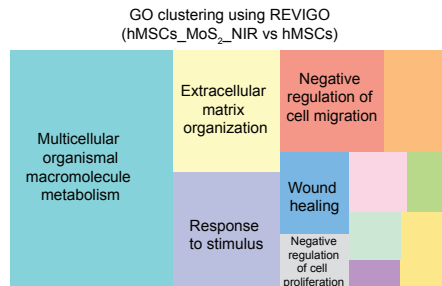 GO clustering using REVIGO
(hMSCs_MoS₂_NIR vs hMSCs)
Multicellular
organismal
macromolecule
metabolism
Extracellular
matrix
organization
Response
to stimulus
Negative
regulation of
cell migration
Wound
healing
Negative
regulation
of cell
proliferation